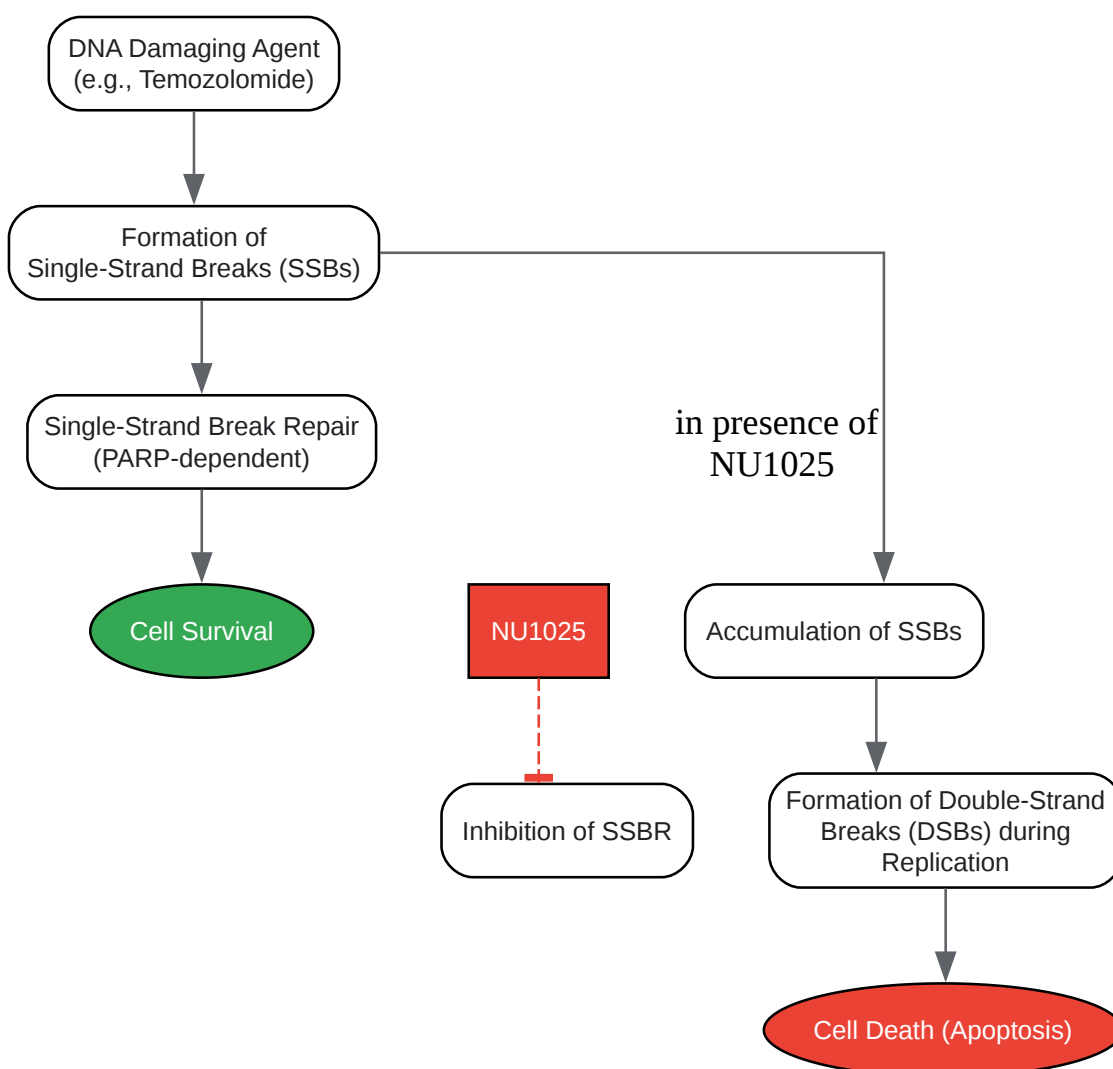 DNA Damaging Agent
(e.g., Temozolomide)
Formation of
Single-Strand Breaks (SSBs)
Single-Strand Break Repair
(PARP-dependent)
in presence of
NU1025
Cell Survival
NU1025
Accumulation of SSBs
Inhibition of SSBR
Formation of Double-Strand
Breaks (DSBs) during
Replication
Cell Death (Apoptosis)